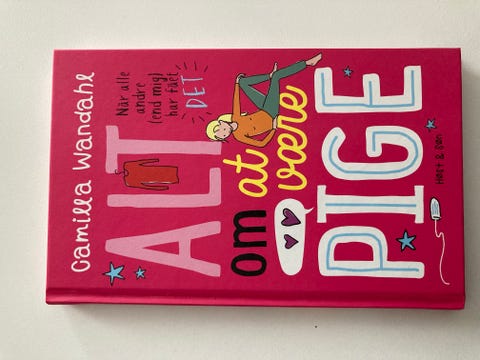 Camilla Wandahl
Når alle
andre
(end mig)
har fået
DET
ALT
om at
være
PIGE
Høst & Søn